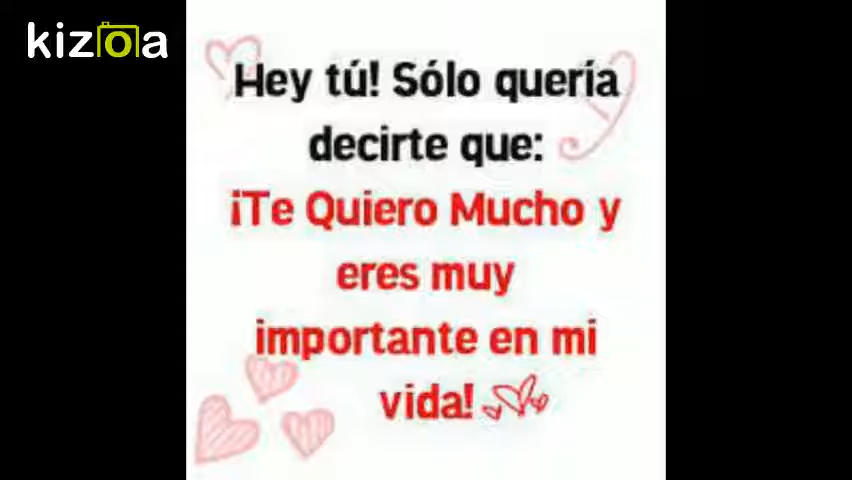 kizoa
Hey tú! Sólo quería
decirte que:
¡Te Quiero Mucho y
eres muy
importante en mi
vida!